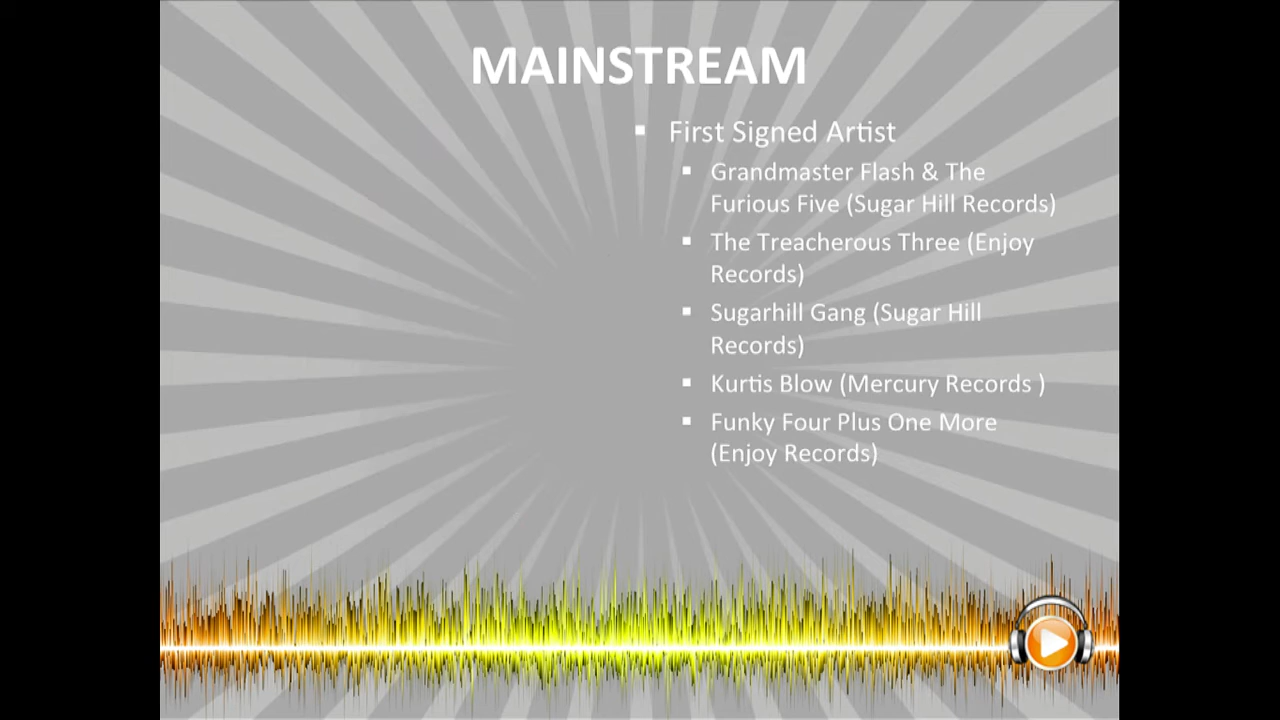 MAINSTREAM
First Signed Artist
Grandmaster Flash & The
Furious Five (Sugar Hill Records)
The Treacherous Three (Enjoy
Records)
Sugarhill Gang (Sugar Hill
Records)
Kurtis Blow (Mercury Records )
Funky Four Plus One More
(Enjoy Records)